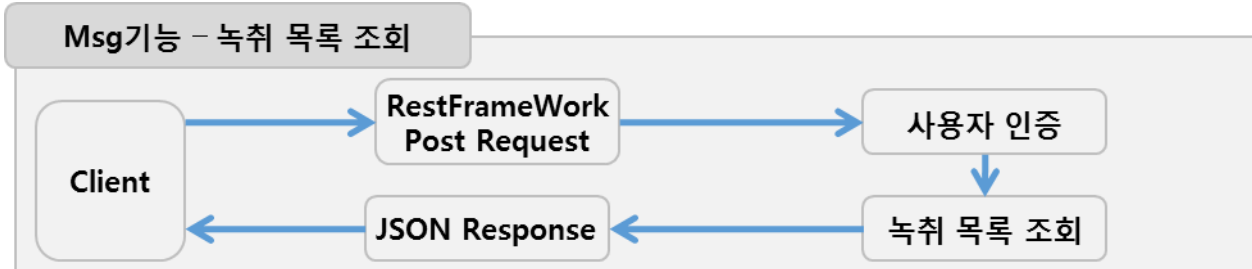 Msg기능 – 녹취 목록 조회
RestFrameWork
Post Request
사용자 인증
Client
JSON Response
녹취 목록 조회